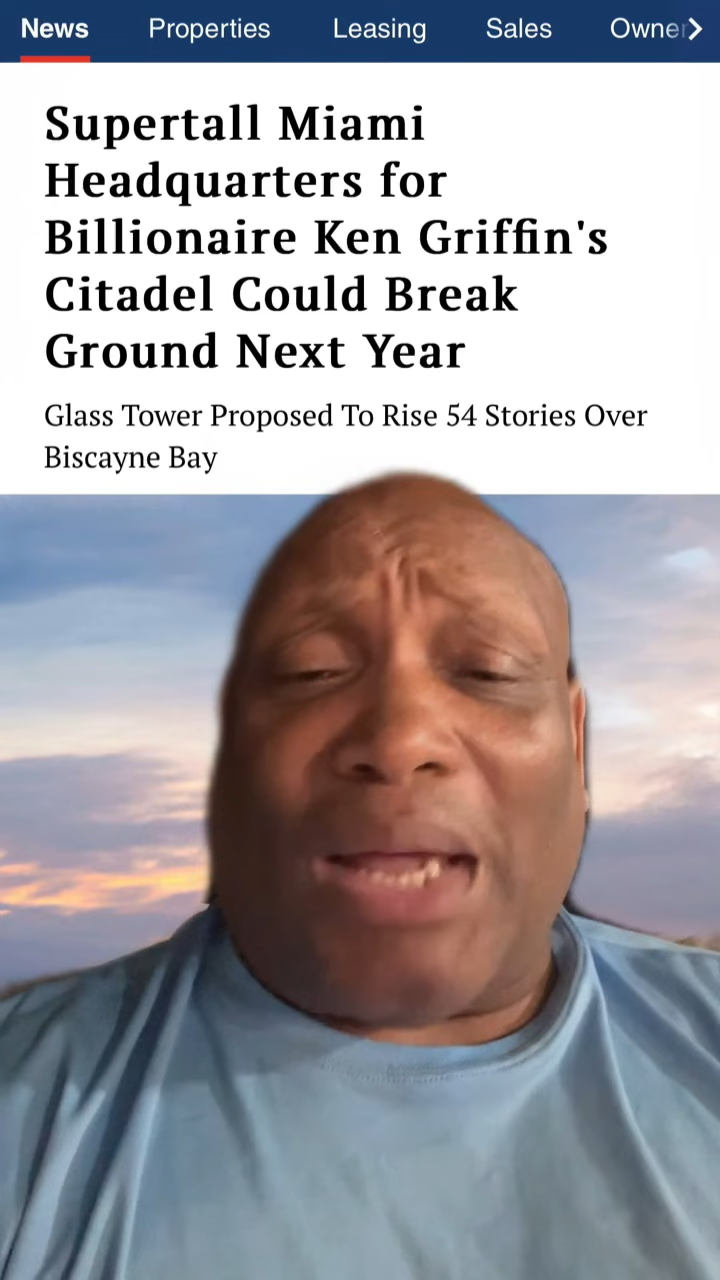 News Properties Leasing Sales Owner
Supertall Miami
Headquarters for
Billionaire Ken Griffin's
Citadel Could Break
Ground Next Year
Glass Tower Proposed To Rise 54 Stories Over
Biscayne Bay